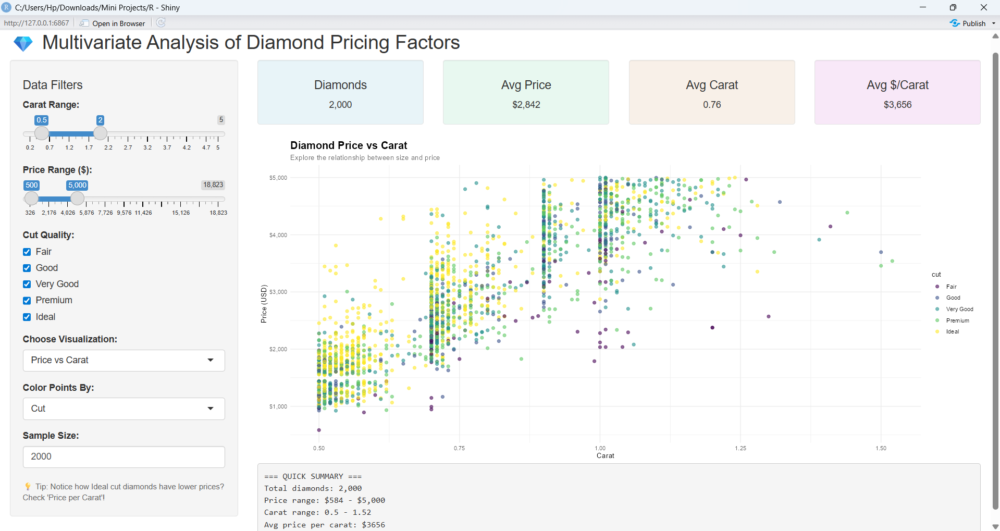 R C:/Users/Hp/Downloads/Mini Projects/R - Shiny
http://127.0.0.1:6867 Open in Browser Publish
Multivariate Analysis of Diamond Pricing Factors
Data Filters
Carat Range:
0.5 2 5
0.2 0.7 1.2 1.7 2.2 2.7 3.2 3.7 4.2 4.7 5
Price Range ($):
500 5,000 18,823
326 2,176 4,026 5,876 7,726 9,576 11,426 15,126 18,823
Cut Quality:
Fair
Good
Very Good
Premium
Ideal
Choose Visualization:
Price vs Carat
Color Points By:
Cut
Sample Size:
2000
Tip: Notice how Ideal cut diamonds have lower prices?
Check 'Price per Carat'!
Diamonds
2,000
Avg Price
$2,842
Avg Carat
0.76
Avg $/Carat
$3,656
Diamond Price vs Carat
Explore the relationship between size and price
Price (USD)
$5,000
$4,000
$3,000
$2,000
$1,000
0.50 0.75 1.00 1.25 1.50
Carat
cut
Fair
Good
Very Good
Premium
Ideal
=== QUICK SUMMARY ===
Total diamonds: 2,000
Price range: $584 - $5,000
Carat range: 0.5 - 1.52
Avg price per carat: $3656